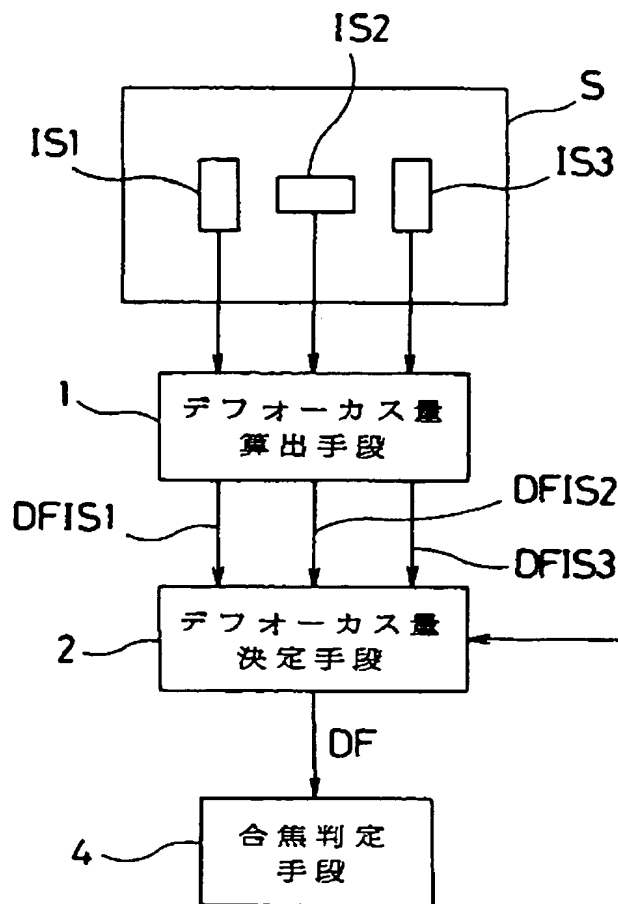 IS2
S
IS1
IS3
1
デフォーカス量
算出手段
DFIS1
DFIS2
DFIS3
2
デフォーカス量
決定手段
DF
4
合焦判定
手段